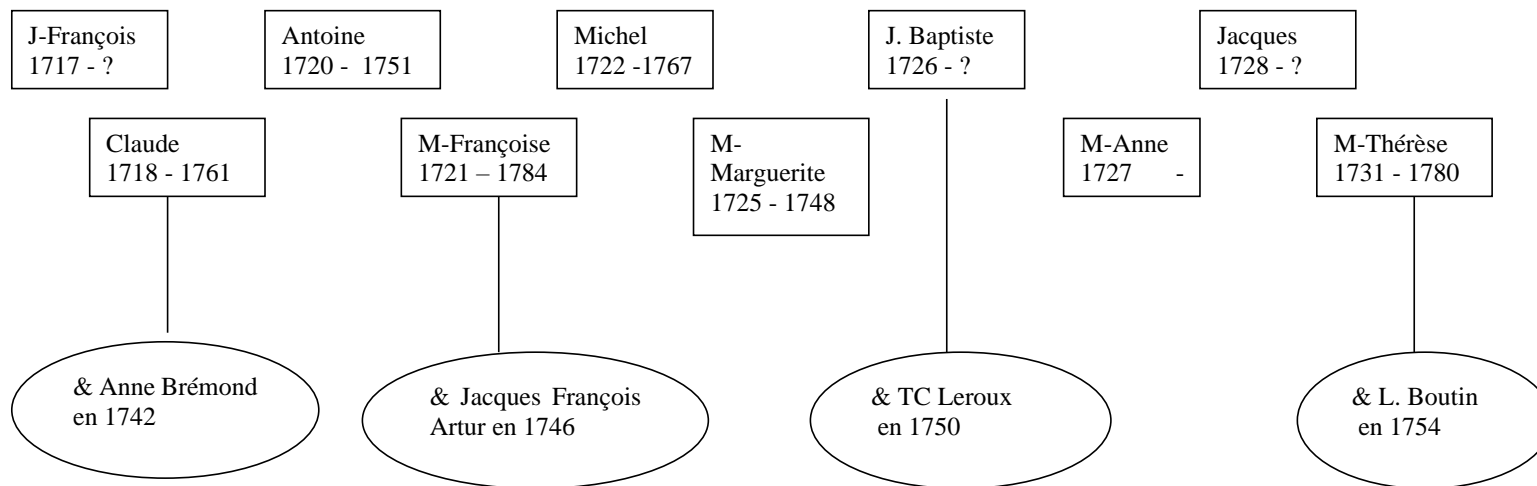 J-François
1717 - ?
Antoine
1720 -  1751
Michel
1722 -1767
J. Baptiste
1726 - ?
Jacques
1728 - ?
Claude
1718 - 1761
M-Françoise
1721 – 1784
M-
Marguerite
1725 - 1748
M-Anne
1727      -
M-Thérèse
1731 - 1780
& Anne Brémond
en 1742
&  Jacques  François
Artur en 1746
& TC Leroux
en 1750
& L. Boutin
en 1754